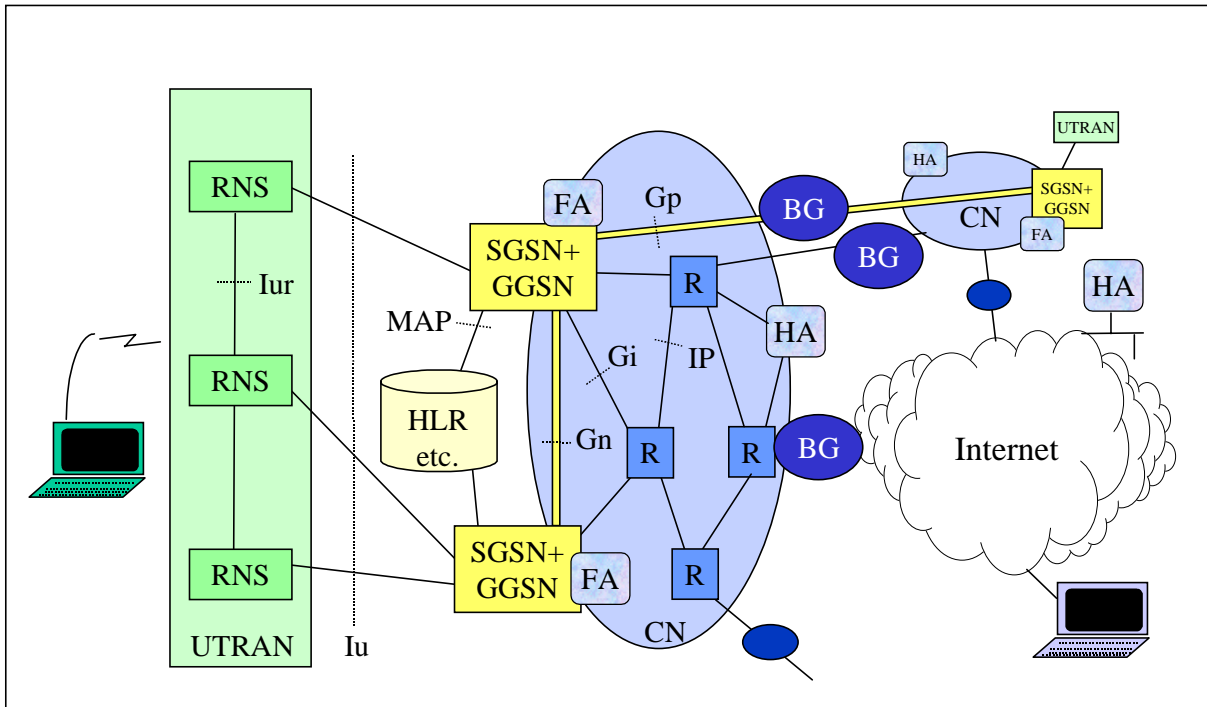 UTRAN
RNS
HA
FA
Gp
BG
SGSN+
GGSN
CN
FA
SGSN+
GGSN
BG
R
HA
Iur
MAP
HA
Gi
IP
RNS
HLR
etc.
Gn
R
R
BG
Internet
RNS
SGSN+
GGSN
FA
R
UTRAN
Iu
CN